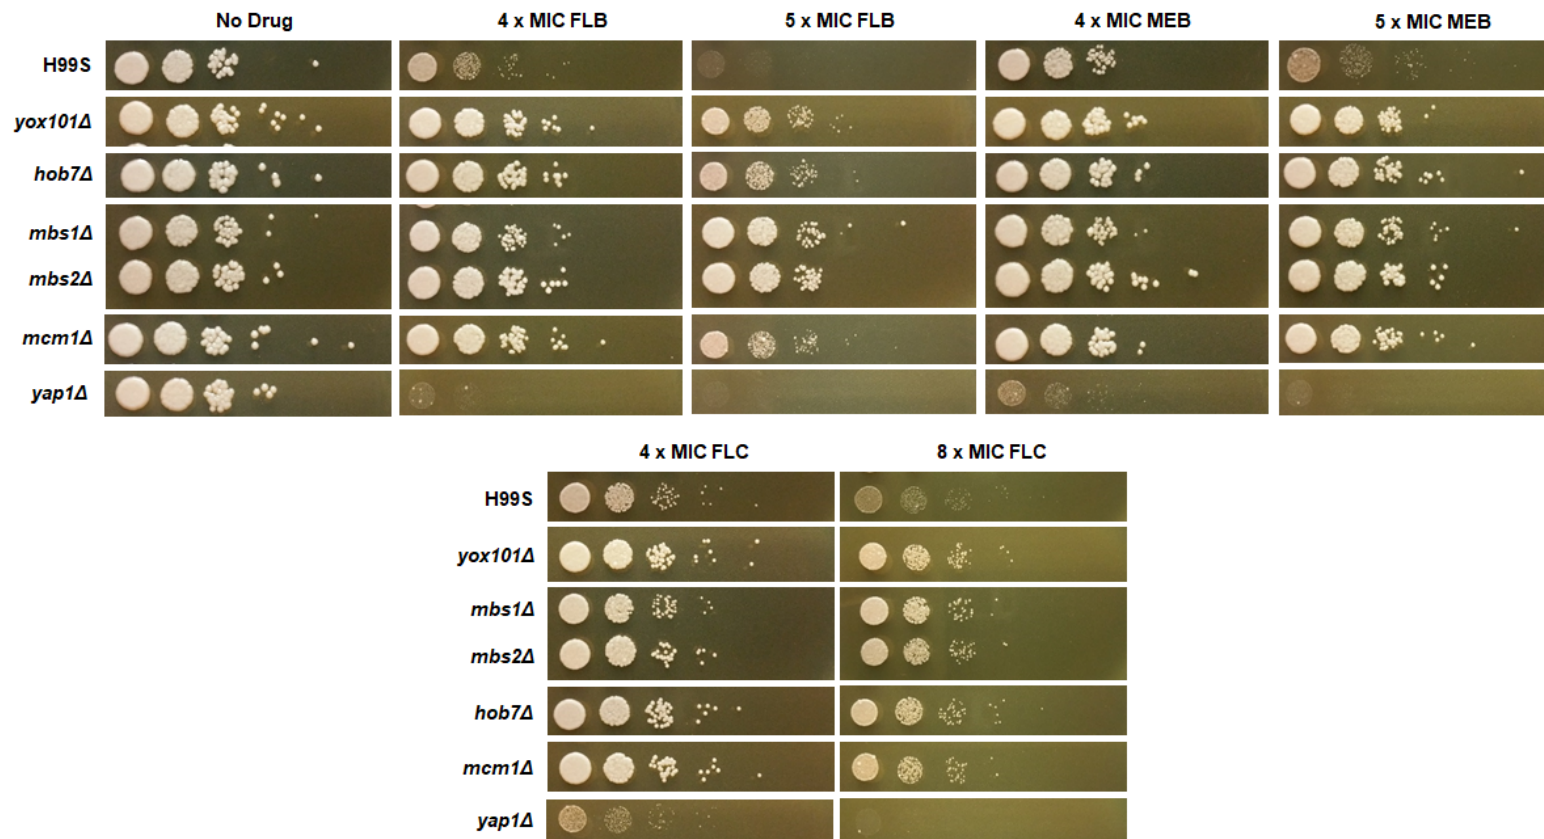 No Drug 4 x MIC FLB 5 x MIC FLB 4 x MIC MEB 5 x MIC MEB
H99S
yox101Δ
hob7Δ
mbs1Δ
mbs2Δ
mcm1Δ
yap1Δ
4 x MIC FLC 8 x MIC FLC
H99S
yox101Δ
mbs1Δ
mbs2Δ
hob7Δ
mcm1Δ
yap1Δ